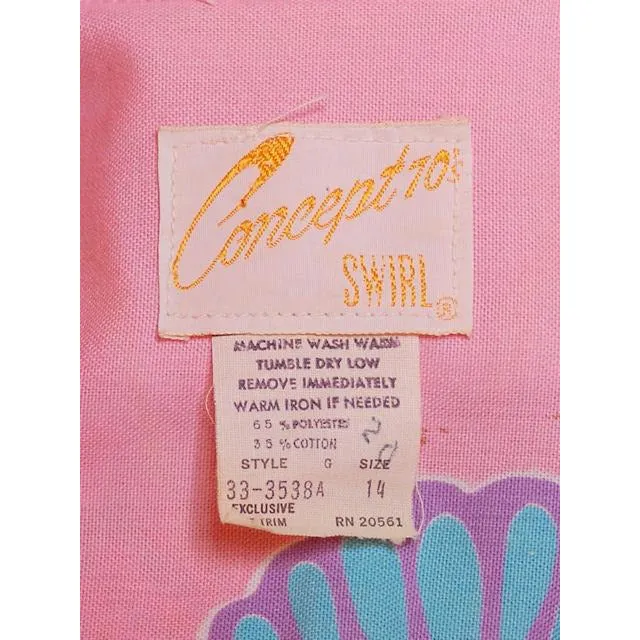 Concept 70's
SWIRL ®
MACHINE WASH WARM
TUMBLE DRY LOW
REMOVE IMMEDIATELY
WARM IRON IF NEEDED
65 % POLYESTER
35 % COTTON
20
STYLE G SIZE
33-3538A 14
EXCLUSIVE
TRIM RN 20561